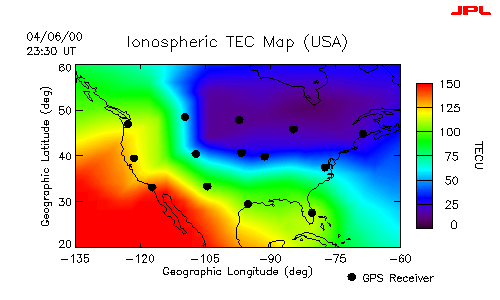 JPL
04/06/00
23:30 UT
Ionospheric TEC Map (USA)
60
50
40
30
20
Geographic Latitude (deg)
-135 -120 -105 -90 -75 -60
Geographic Longitude (deg)
150
125
100
75
50
25
0
TECU
GPS Receiver